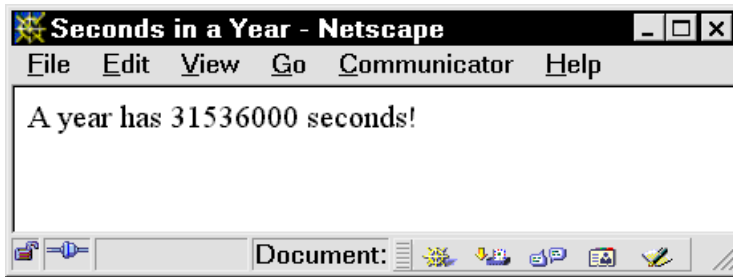 Seconds in a Year - Netscape
File Edit View Go Communicator Help
A year has 31536000 seconds!
Document: